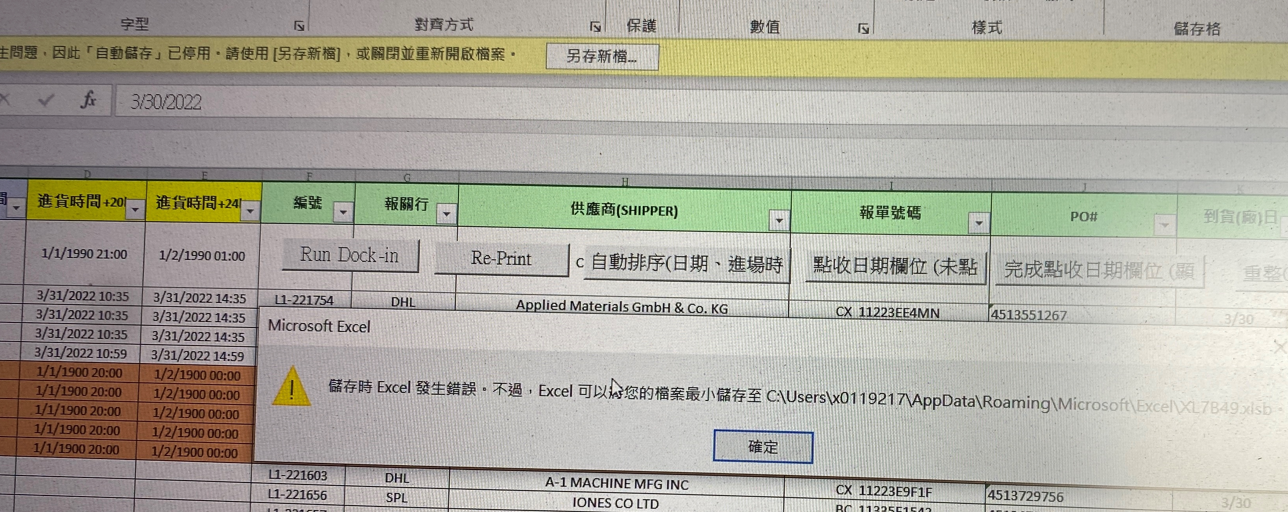 字型 對齊方式 保護 數值 樣式 儲存格
生問題，因此「自動儲存」已停用。請使用 [另存新檔]，或關閉並重新開啟檔案。 另存新檔...
fx 3/30/2022
D E F G H I J K
間 進貨時間+20 進貨時間+24 編號 報關行 供應商(SHIPPER) 報單號碼 PO# 到貨(廠)日
1/1/1990 21:00 1/2/1990 01:00 Run Dock-in Re-Print c 自動排序(日期、進場時 點收日期欄位 (未點 完成點收日期欄位 (顯 重整
3/31/2022 10:35 3/31/2022 14:35 L1-221754 DHL Applied Materials GmbH & Co. KG CX 11223EE4MN 4513551267 3/30
3/31/2022 10:35 3/31/2022 14:35
3/31/2022 10:35 3/31/2022 14:35
3/31/2022 10:59 3/31/2022 14:59
1/1/1900 20:00 1/2/1900 00:00
1/1/1900 20:00 1/2/1900 00:00
1/1/1900 20:00 1/2/1900 00:00
1/1/1900 20:00 1/2/1900 00:00
1/1/1900 20:00 1/2/1900 00:00
Microsoft Excel
儲存時 Excel 發生錯誤。不過，Excel 可以將您的檔案最小儲存至 C:\Users\x0119217\AppData\Roaming\Microsoft\Excel\XL7B49.xlsb
確定
L1-221603 DHL A-1 MACHINE MFG INC CX 11223E9F1F 4513729756 3/30
L1-221656 SPL IONES CO LTD